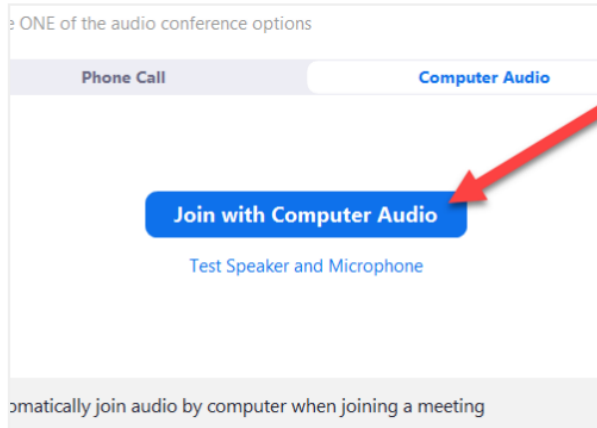 ONE of the audio conference options
Phone Call
Computer Audio
Join with Computer Audio
Test Speaker and Microphone
join audio by computer when joining a meeting